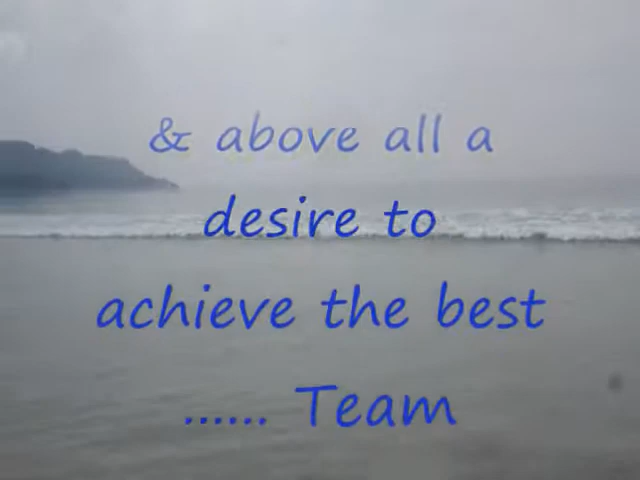 & above all a
desire to
achieve the best
...... Team